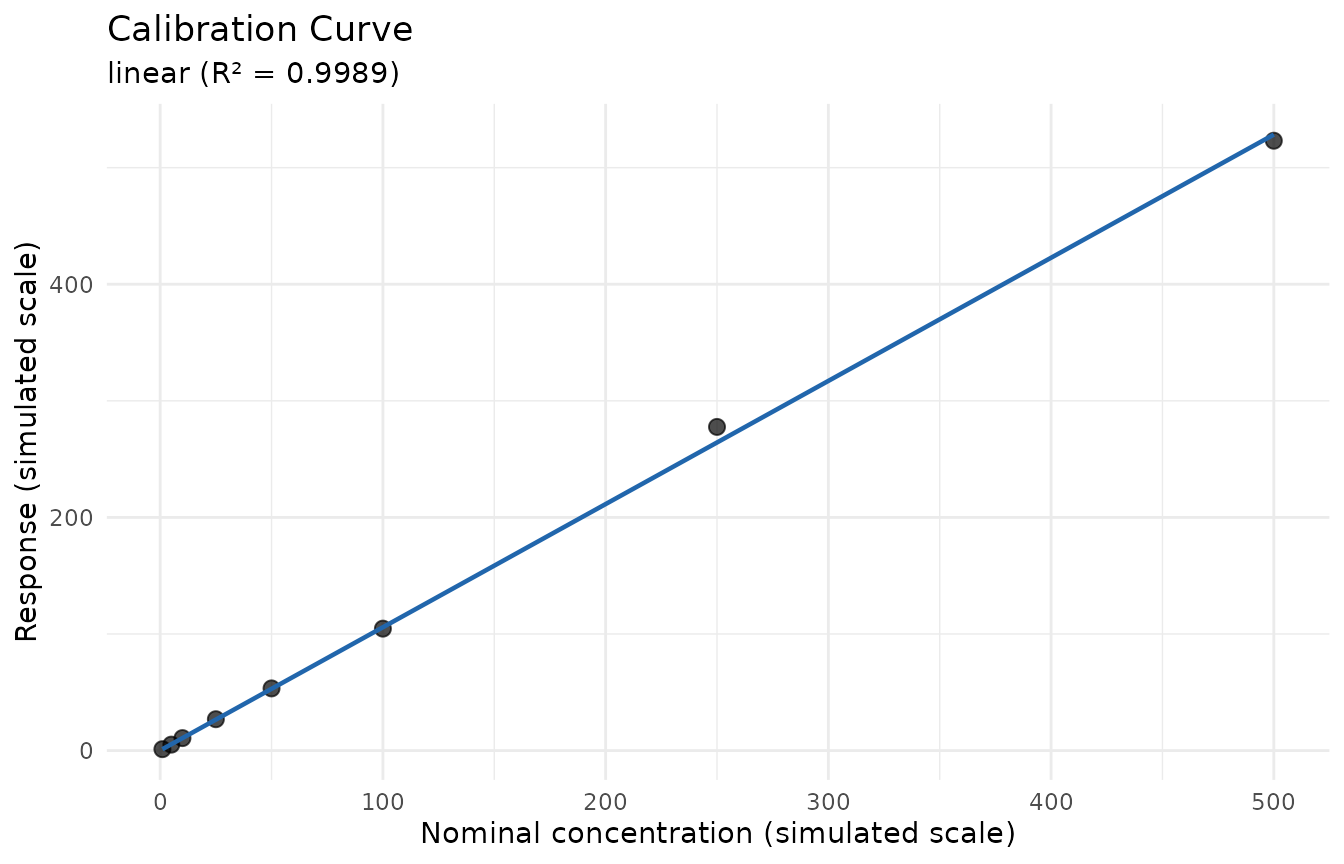 Calibration Curve
linear (R² = 0.9989)
Response (simulated scale)
400
200
0
0 100 200 300 400 500
Nominal concentration (simulated scale)